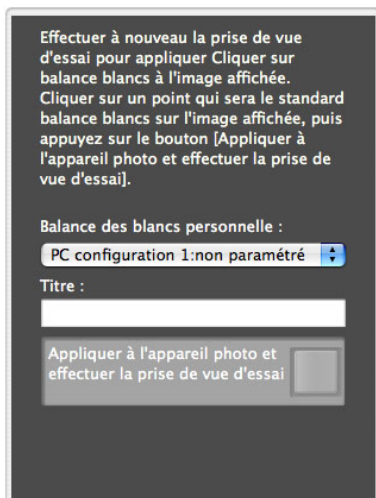 Effectuer à nouveau la prise de vue
d'essai pour appliquer Cliquer sur
balance blancs à l'image affichée.
Cliquer sur un point qui sera le standard
balance blancs sur l'image affichée, puis
appuyez sur le bouton [Appliquer à
l'appareil photo et effectuer la prise de
vue d'essai].
Balance des blancs personnelle :
PC configuration 1:non paramétré
Titre :
Appliquer à l'appareil photo et
effectuer la prise de vue d'essai